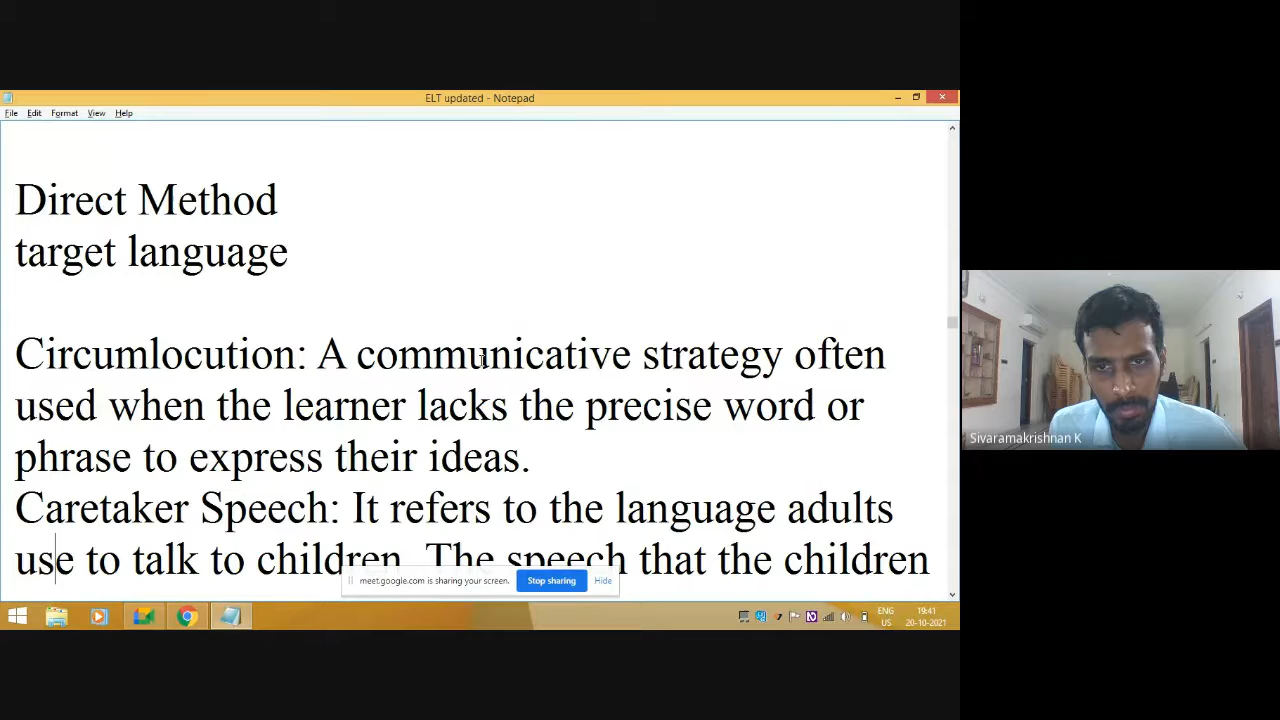 ELT updated - Notepad
File Edit Format View Help
Direct Method
target language
Circumlocution: A communicative strategy often
used when the learner lacks the precise word or
phrase to express their ideas.
Caretaker Speech: It refers to the language adults
use to talk to children. The speech that the children
meet.google.com is sharing your screen. Stop sharing Hide
ENG 19:41
US 20-10-2021
Sivaramakrishnan K